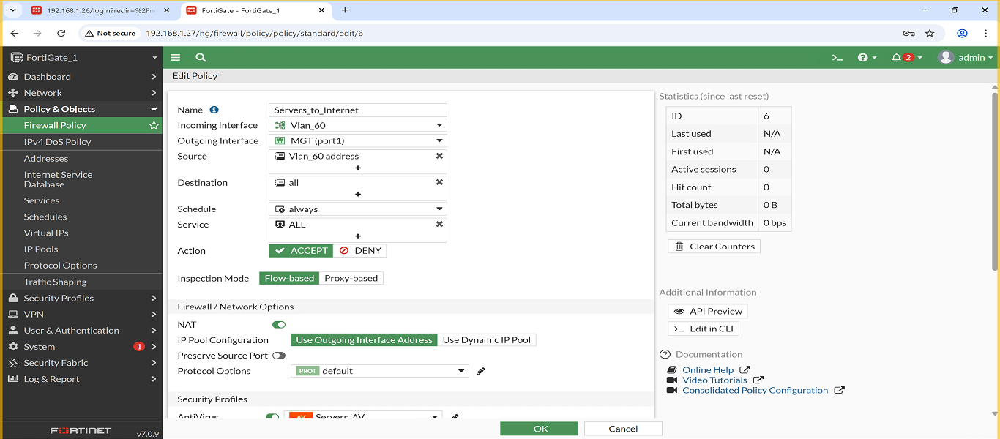 192.168.1.26/login?redir=%2Fn
FortiGate - FortiGate_1
Not secure
192.168.1.27/ng/firewall/policy/policy/standard/edit/6
FortiGate_1
2
admin
Dashboard
Network
Policy & Objects
Firewall Policy
IPv4 DoS Policy
Addresses
Internet Service
Database
Services
Schedules
Virtual IPs
IP Pools
Protocol Options
Traffic Shaping
Security Profiles
VPN
User & Authentication
System 1
Security Fabric
Log & Report
FORTINET
v7.0.9
Edit Policy
Name Servers_to_Internet
Incoming Interface Vlan_60
Outgoing Interface MGT (port1)
Source Vlan_60 address
+
Destination all
+
Schedule always
Service ALL
+
Action ACCEPT DENY
Inspection Mode Flow-based Proxy-based
Firewall / Network Options
NAT
IP Pool Configuration Use Outgoing Interface Address Use Dynamic IP Pool
Preserve Source Port
Protocol Options PROT default
Security Profiles
AntiVirus AV Servers_AV
OK Cancel
Statistics (since last reset)
ID 6
Last used N/A
First used N/A
Active sessions 0
Hit count 0
Total bytes 0 B
Current bandwidth 0 bps
Clear Counters
Additional Information
API Preview
>_ Edit in CLI
Documentation
Online Help
Video Tutorials
Consolidated Policy Configuration